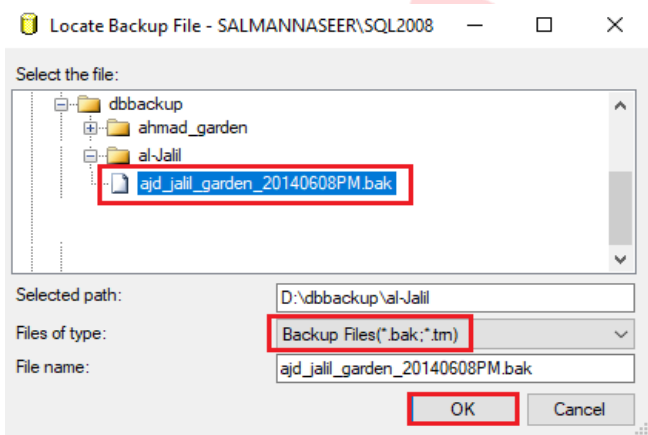 Locate Backup File - SALMANNASEER\SQL2008
Select the file:
dbbackup
ahmad_garden
al-Jalil
ajd_jalil_garden_20140608PM.bak
Selected path: D:\dbbackup\al-Jalil
Files of type: Backup Files(*.bak;*.trn)
File name: ajd_jalil_garden_20140608PM.bak
OK Cancel